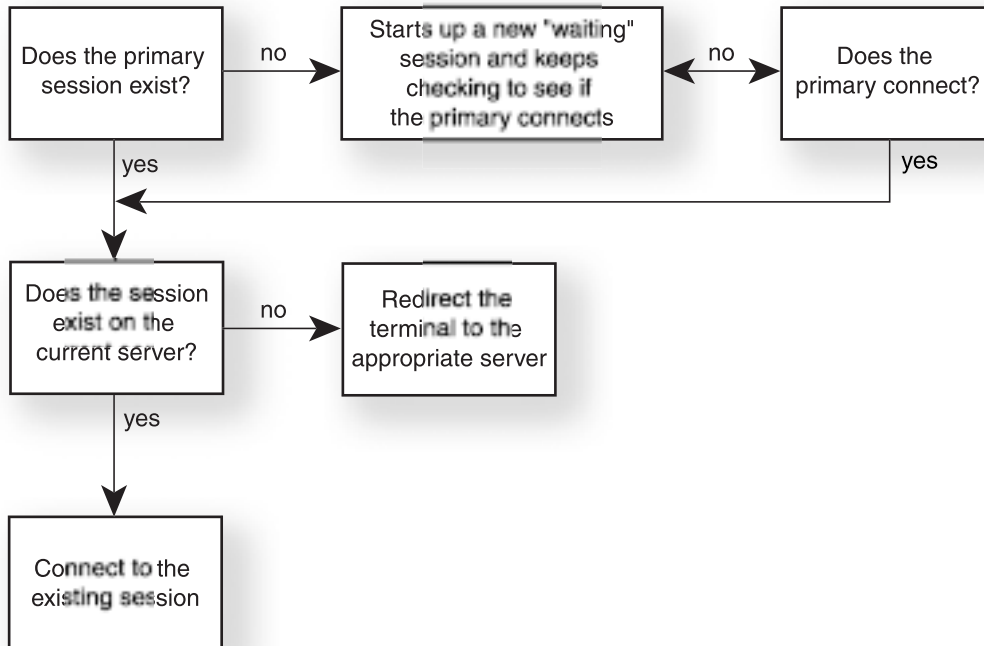 Does the primary
session exist?
no
Starts up a new "waiting"
session and keeps
checking to see if
the primary connects
no
Does the
primary connect?
yes
yes
Does the session
exist on the
current server?
no
Redirect the
terminal to the
appropriate server
yes
Connect to the
existing session